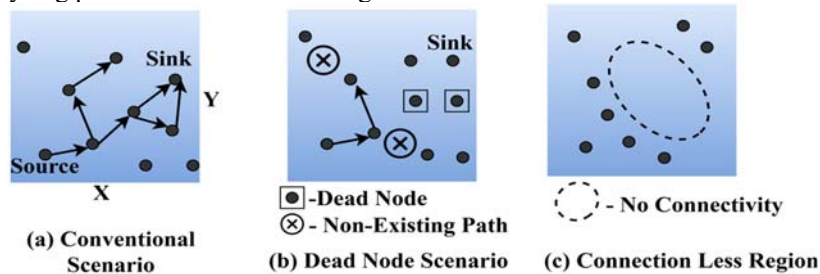 Sink
Y
Source
X
(a) Conventional
Scenario
Sink
-Dead Node
- Non-Existing Path
(b) Dead Node Scenario
- No Connectivity
(c) Connection Less Region